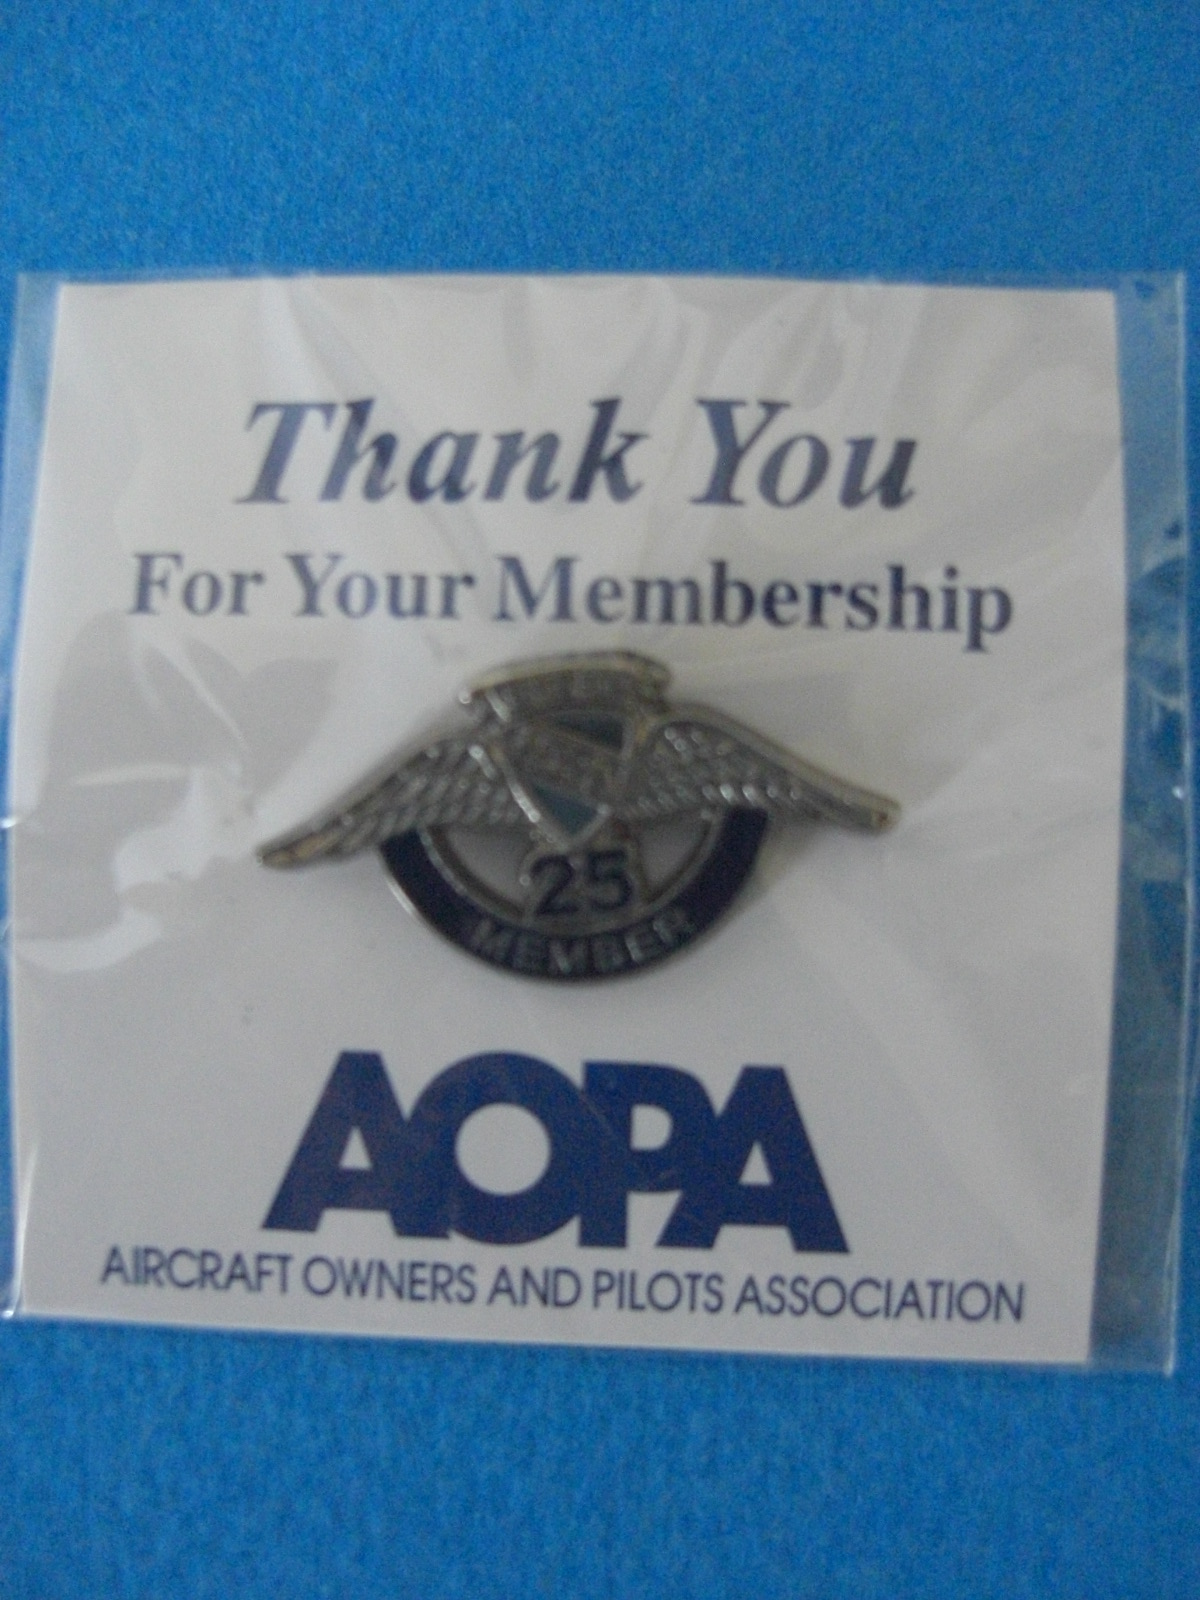 Thank You
For Your Membership
25
MEMBER
AOPA
AIRCRAFT OWNERS AND PILOTS ASSOCIATION